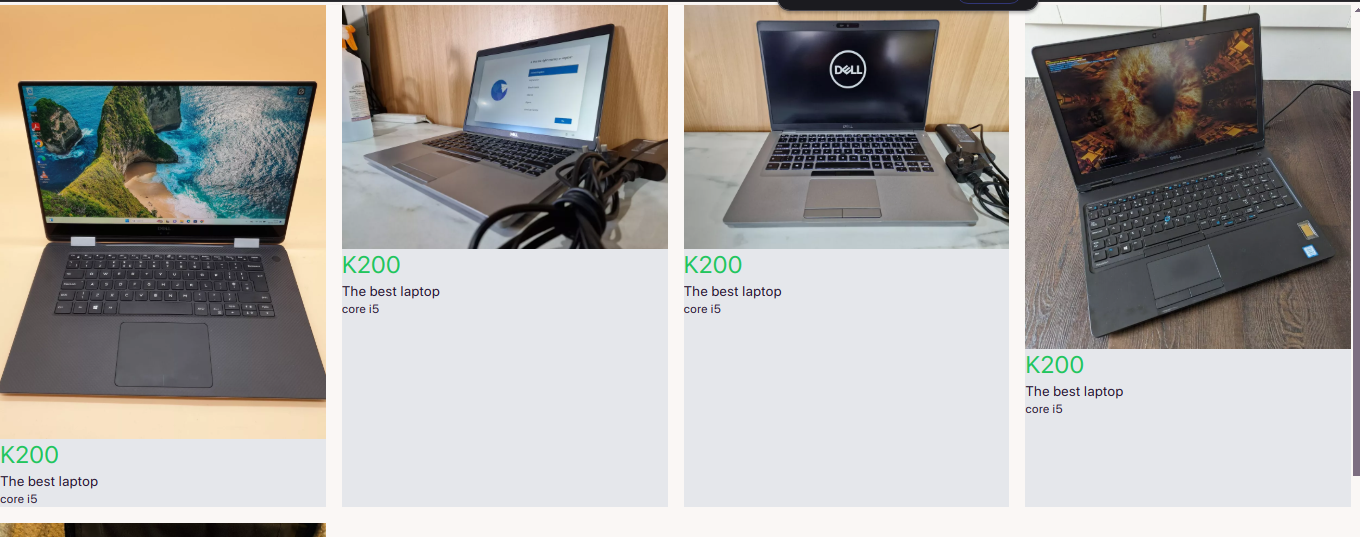 DELL
K200
The best laptop
core i5
K200
The best laptop
core i5
K200
The best laptop
core i5
K200
The best laptop
core i5